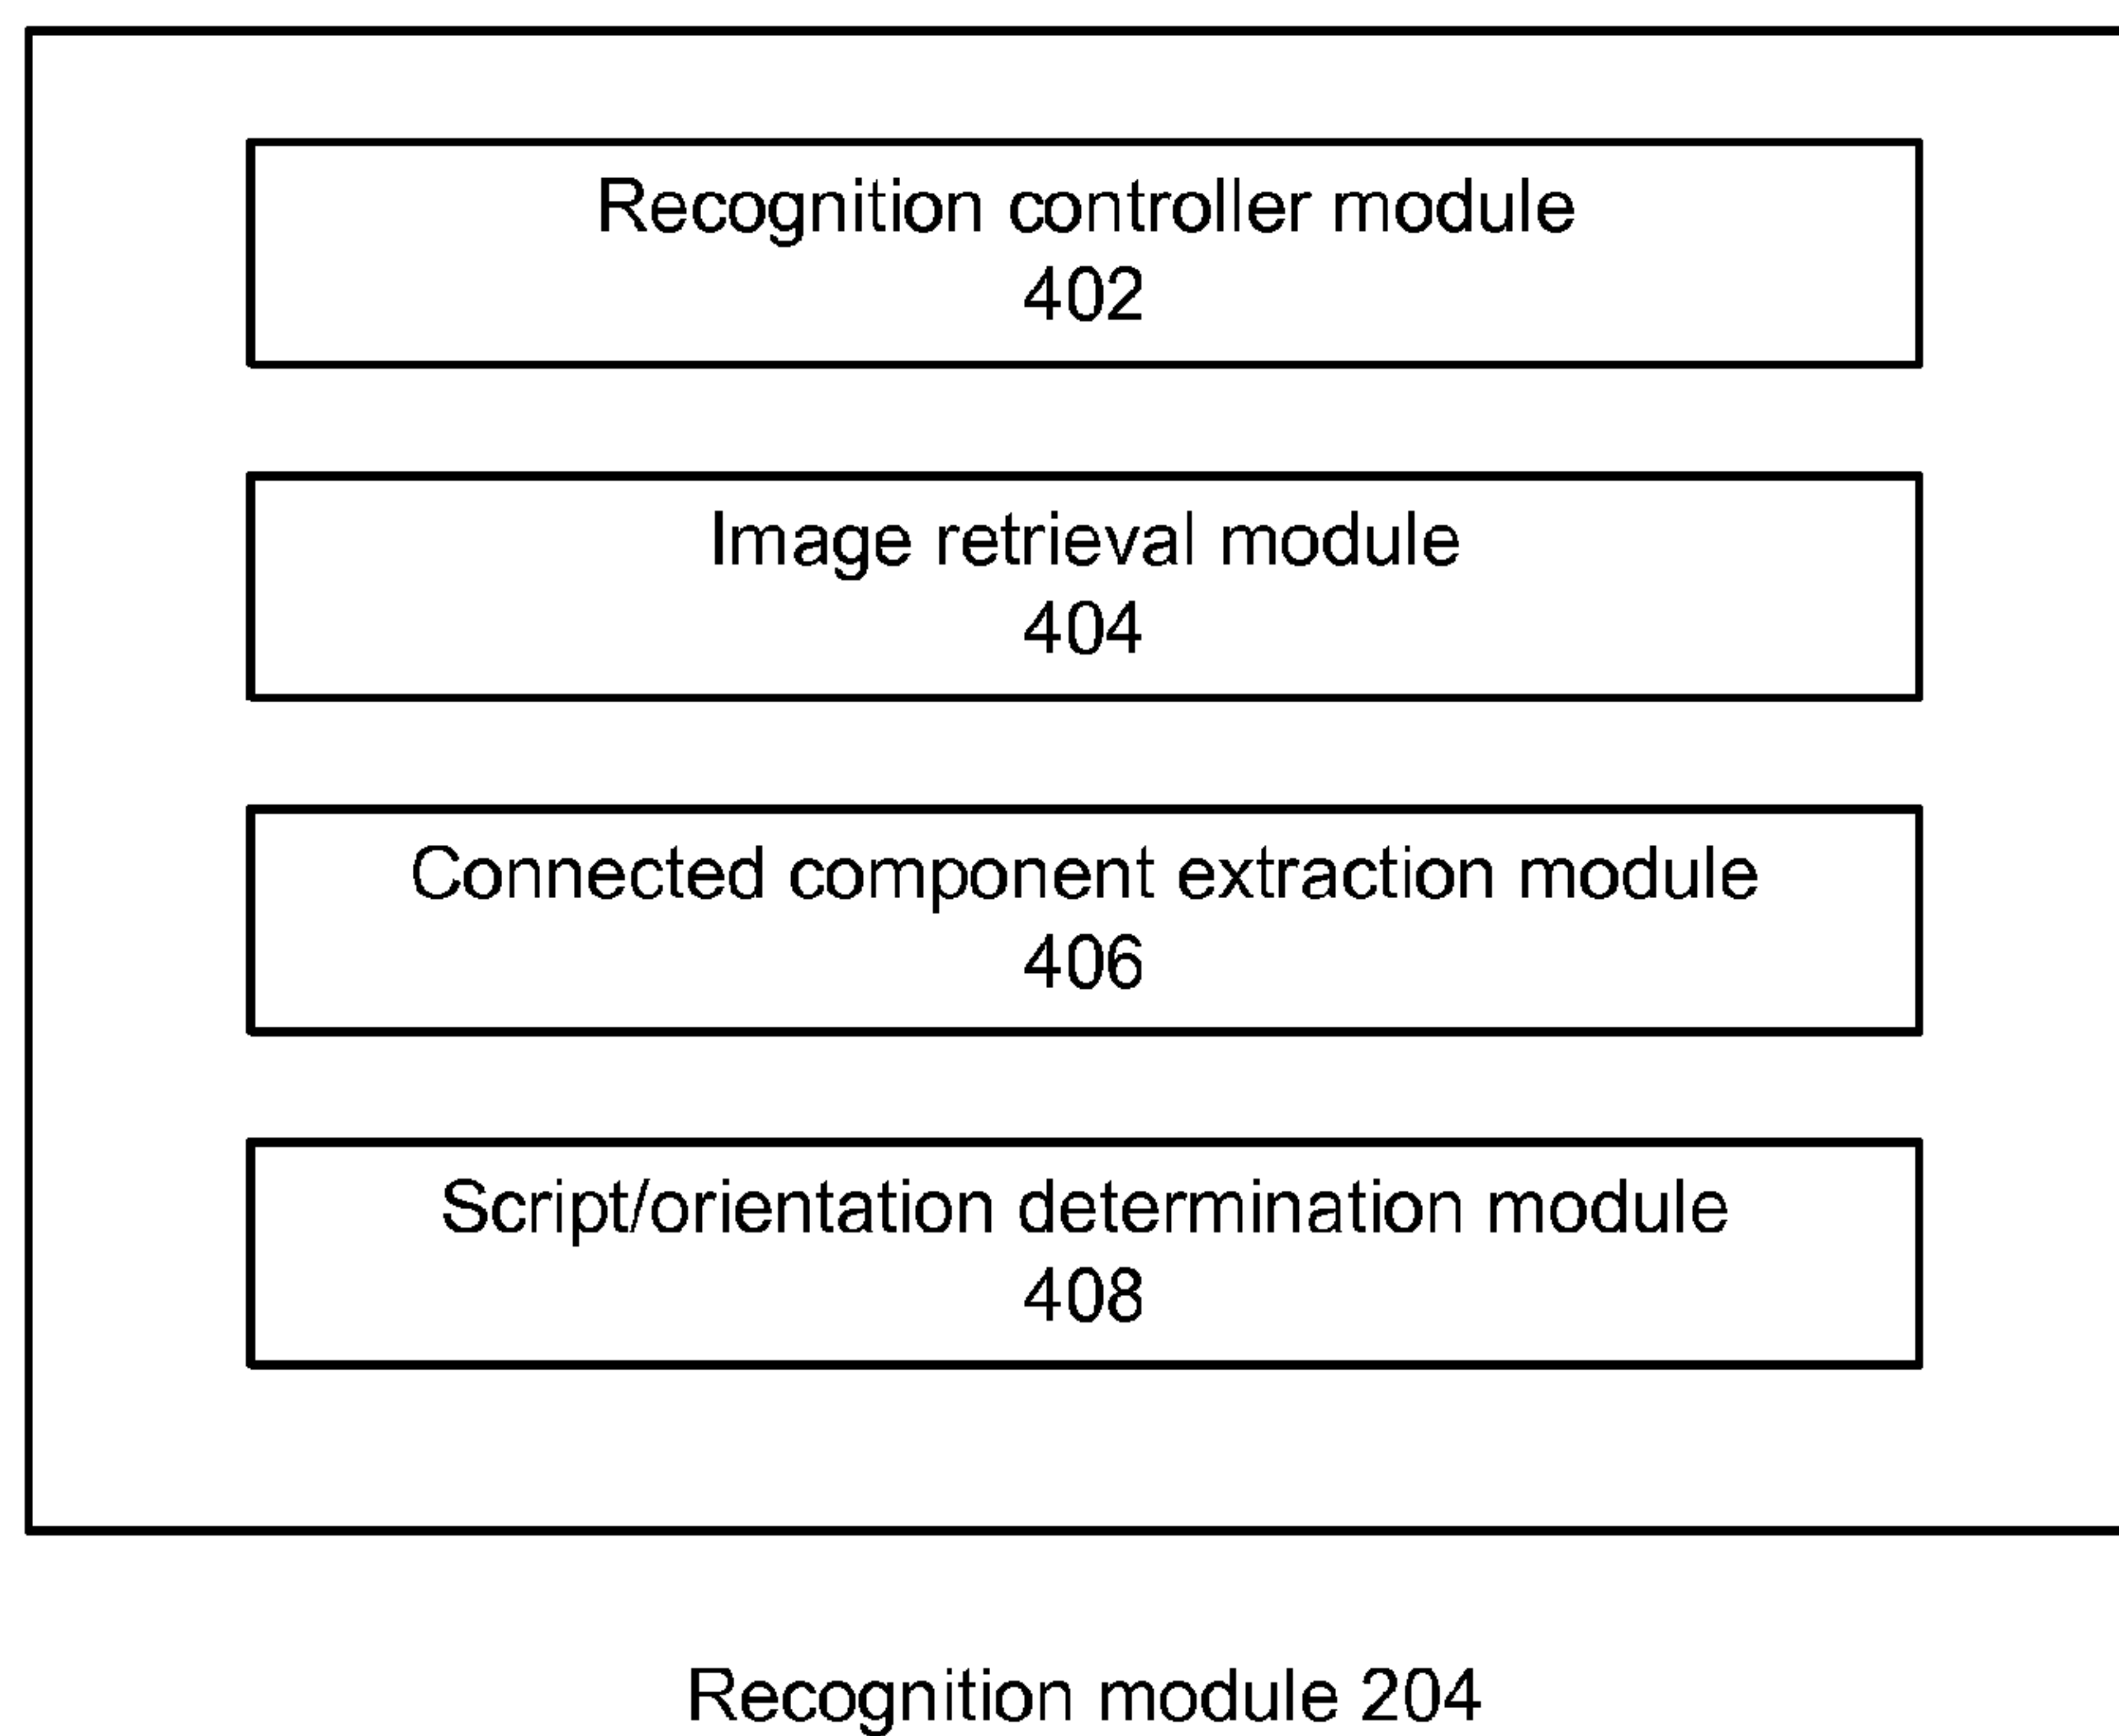 Recognition controller module
402
Image retrieval module
404
Connected component extraction module
406
Script/orientation determination module
408
Recognition module 204